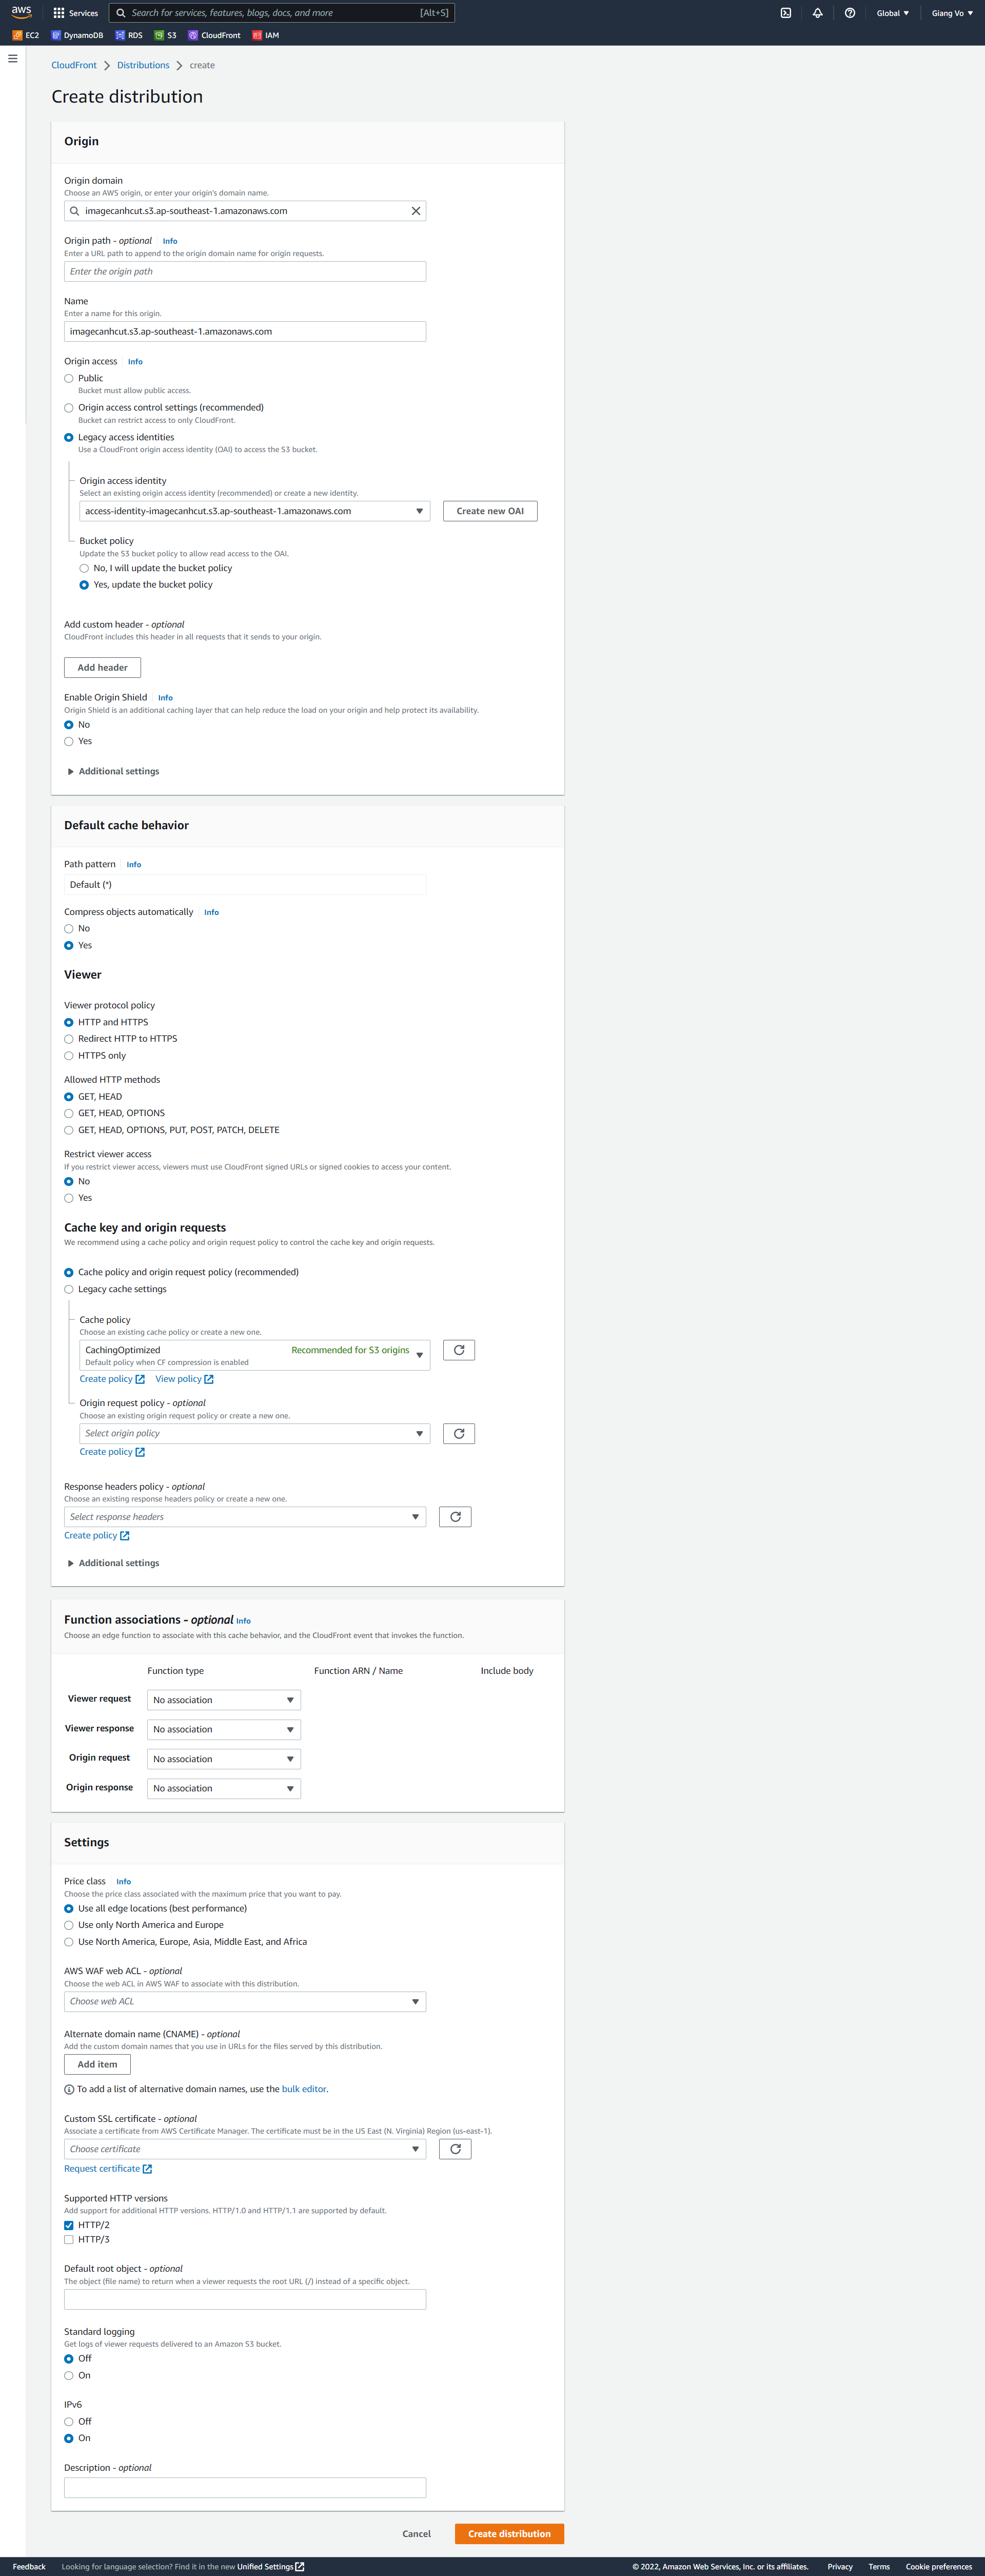 aws
Services
Search for services, features, blogs, docs, and more
[Alt+S]
Global
Giang Vo
EC2
DynamoDB
RDS
S3
CloudFront
IAM
CloudFront
Distributions
create
Create distribution
Origin
Origin domain
Choose an AWS origin, or enter your origin's domain name.
imagecanhcut.s3.ap-southeast-1.amazonaws.com
Origin path - optional Info
Enter a URL path to append to the origin domain name for origin requests.
Enter the origin path
Name
Enter a name for this origin.
imagecanhcut.s3.ap-southeast-1.amazonaws.com
Origin access Info
Public
Bucket must allow public access.
Origin access control settings (recommended)
Bucket can restrict access to only CloudFront.
Legacy access identities
Use a CloudFront origin access identity (OAI) to access the S3 bucket.
Origin access identity
Select an existing origin access identity (recommended) or create a new identity.
access-identity-imagecanhcut.s3.ap-southeast-1.amazonaws.com
Create new OAI
Bucket policy
Update the S3 bucket policy to allow read access to the OAI.
No, I will update the bucket policy
Yes, update the bucket policy
Add custom header - optional
CloudFront includes this header in all requests that it sends to your origin.
Add header
Enable Origin Shield Info
Origin Shield is an additional caching layer that can help reduce the load on your origin and help protect its availability.
No
Yes
Additional settings
Default cache behavior
Path pattern Info
Default (*)
Compress objects automatically Info
No
Yes
Viewer
Viewer protocol policy
HTTP and HTTPS
Redirect HTTP to HTTPS
HTTPS only
Allowed HTTP methods
GET, HEAD
GET, HEAD, OPTIONS
GET, HEAD, OPTIONS, PUT, POST, PATCH, DELETE
Restrict viewer access
If you restrict viewer access, viewers must use CloudFront signed URLs or signed cookies to access your content.
No
Yes
Cache key and origin requests
We recommend using a cache policy and origin request policy to control the cache key and origin requests.
Cache policy and origin request policy (recommended)
Legacy cache settings
Cache policy
Choose an existing cache policy or create a new one.
CachingOptimized Recommended for S3 origins
Default policy when CF compression is enabled
Create policy View policy
Origin request policy - optional
Choose an existing origin request policy or create a new one.
Select origin policy
Create policy
Response headers policy - optional
Choose an existing response headers policy or create a new one.
Select response headers
Create policy
Additional settings
Function associations - optional Info
Choose an edge function to associate with this cache behavior, and the CloudFront event that invokes the function.
Function type Function ARN / Name Include body
Viewer request No association
Viewer response No association
Origin request No association
Origin response No association
Settings
Price class Info
Choose the price class associated with the maximum price that you want to pay.
Use all edge locations (best performance)
Use only North America and Europe
Use North America, Europe, Asia, Middle East, and Africa
AWS WAF web ACL - optional
Choose the web ACL in AWS WAF to associate with this distribution.
Choose web ACL
Alternate domain name (CNAME) - optional
Add the custom domain names that you use in URLs for the files served by this distribution.
Add item
To add a list of alternative domain names, use the bulk editor.
Custom SSL certificate - optional
Associate a certificate from AWS Certificate Manager. The certificate must be in the US East (N. Virginia) Region (us-east-1).
Choose certificate
Request certificate
Supported HTTP versions
Add support for additional HTTP versions. HTTP/1.0 and HTTP/1.1 are supported by default.
HTTP/2
HTTP/3
Default root object - optional
The object (file name) to return when a viewer requests the root URL (/) instead of a specific object.
Standard logging
Get logs of viewer requests delivered to an Amazon S3 bucket.
Off
On
IPv6
Off
On
Description - optional
Cancel
Create distribution
Feedback
Looking for language selection? Find it in the new Unified Settings
© 2022, Amazon Web Services, Inc. or its affiliates.
Privacy
Terms
Cookie preferences